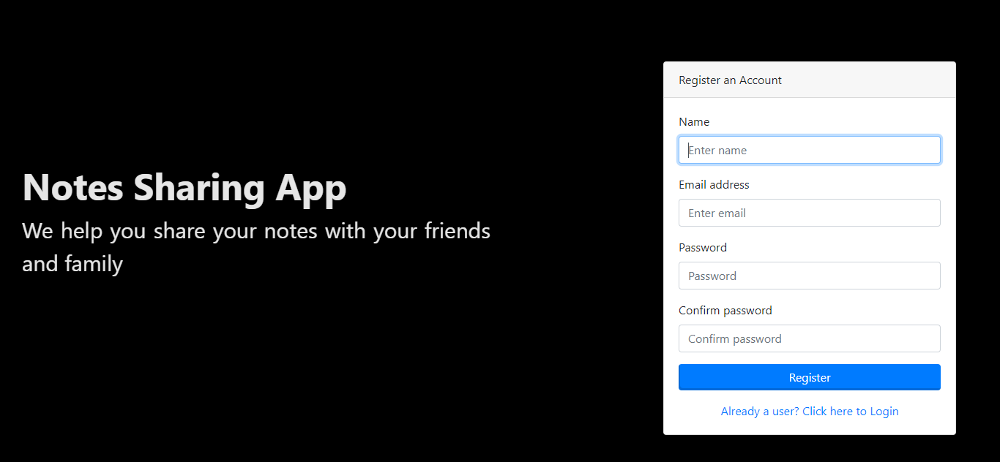 Notes Sharing App
We help you share your notes with your friends
and family
Register an Account
Name
Enter name
Email address
Enter email
Password
Password
Confirm password
Confirm password
Register
Already a user? Click here to Login